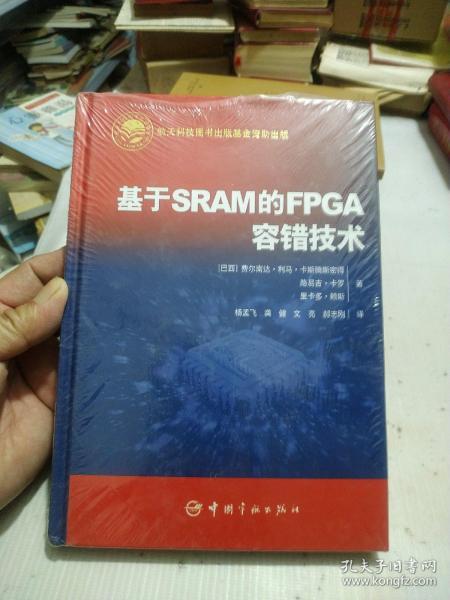 航天科技图书出版基金资助出版
基于SRAM的FPGA
容错技术
[巴西] 费尔南达·利马·卡斯腾斯密得
路易吉·卡罗 著
里卡多·赖斯
杨孟飞 龚健 文亮 郝志刚 译
中国宇航出版社
孔夫子旧书网
www.kongfz.com